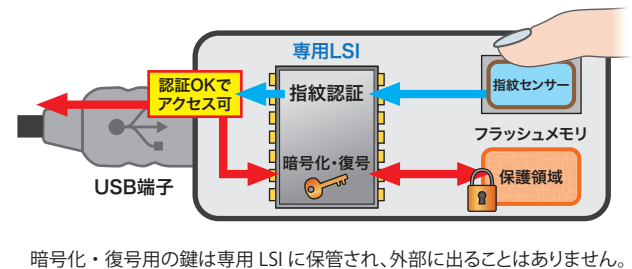 専用LSI
認証OKで
アクセス可
指紋認証
指紋センサー
フラッシュメモリ
暗号化・復号
保護領域
USB端子
暗号化・復号用の鍵は専用 LSI に保管され、外部に出ることはありません。